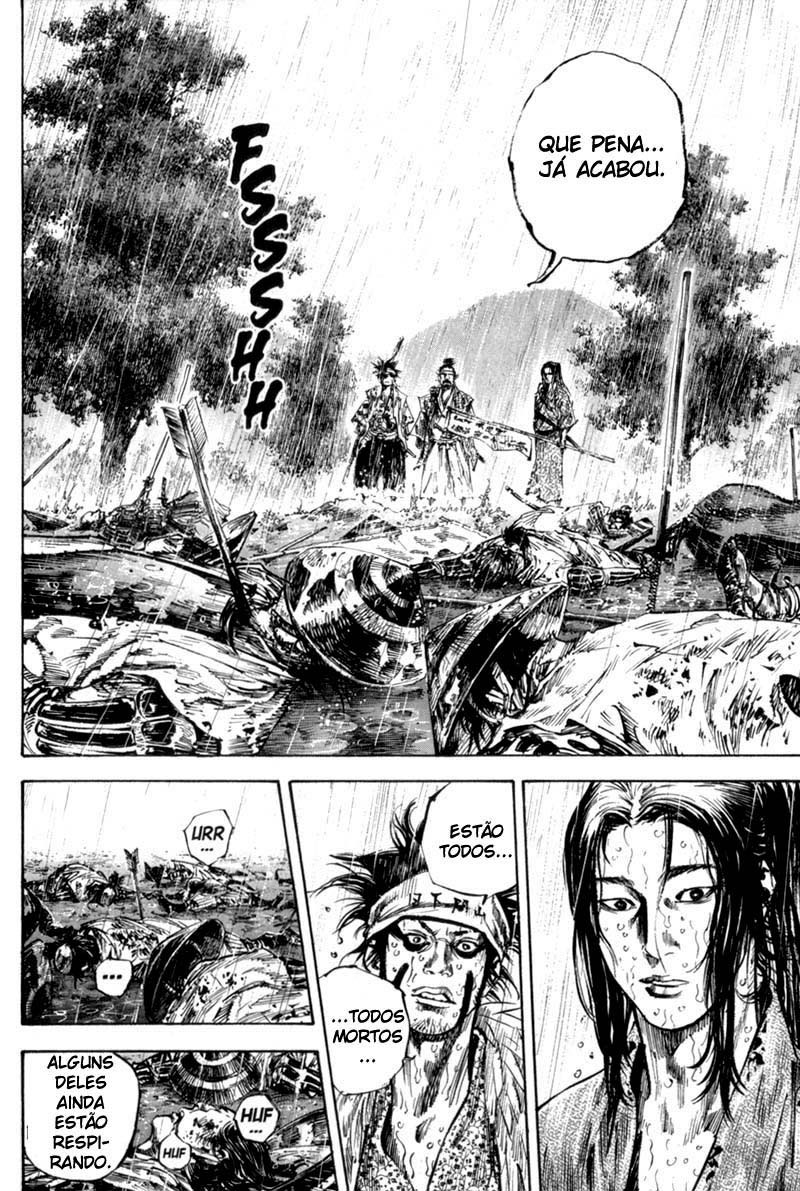 QUE PENA...
JÁ ACABOU.
FSSSHH
ESTÃO
TODOS...
...TODOS
MORTOS
...
URR
...
...
ALGUNS
DELES
AINDA
ESTÃO
RESPI-
RANDO.
HUF
...
HUF